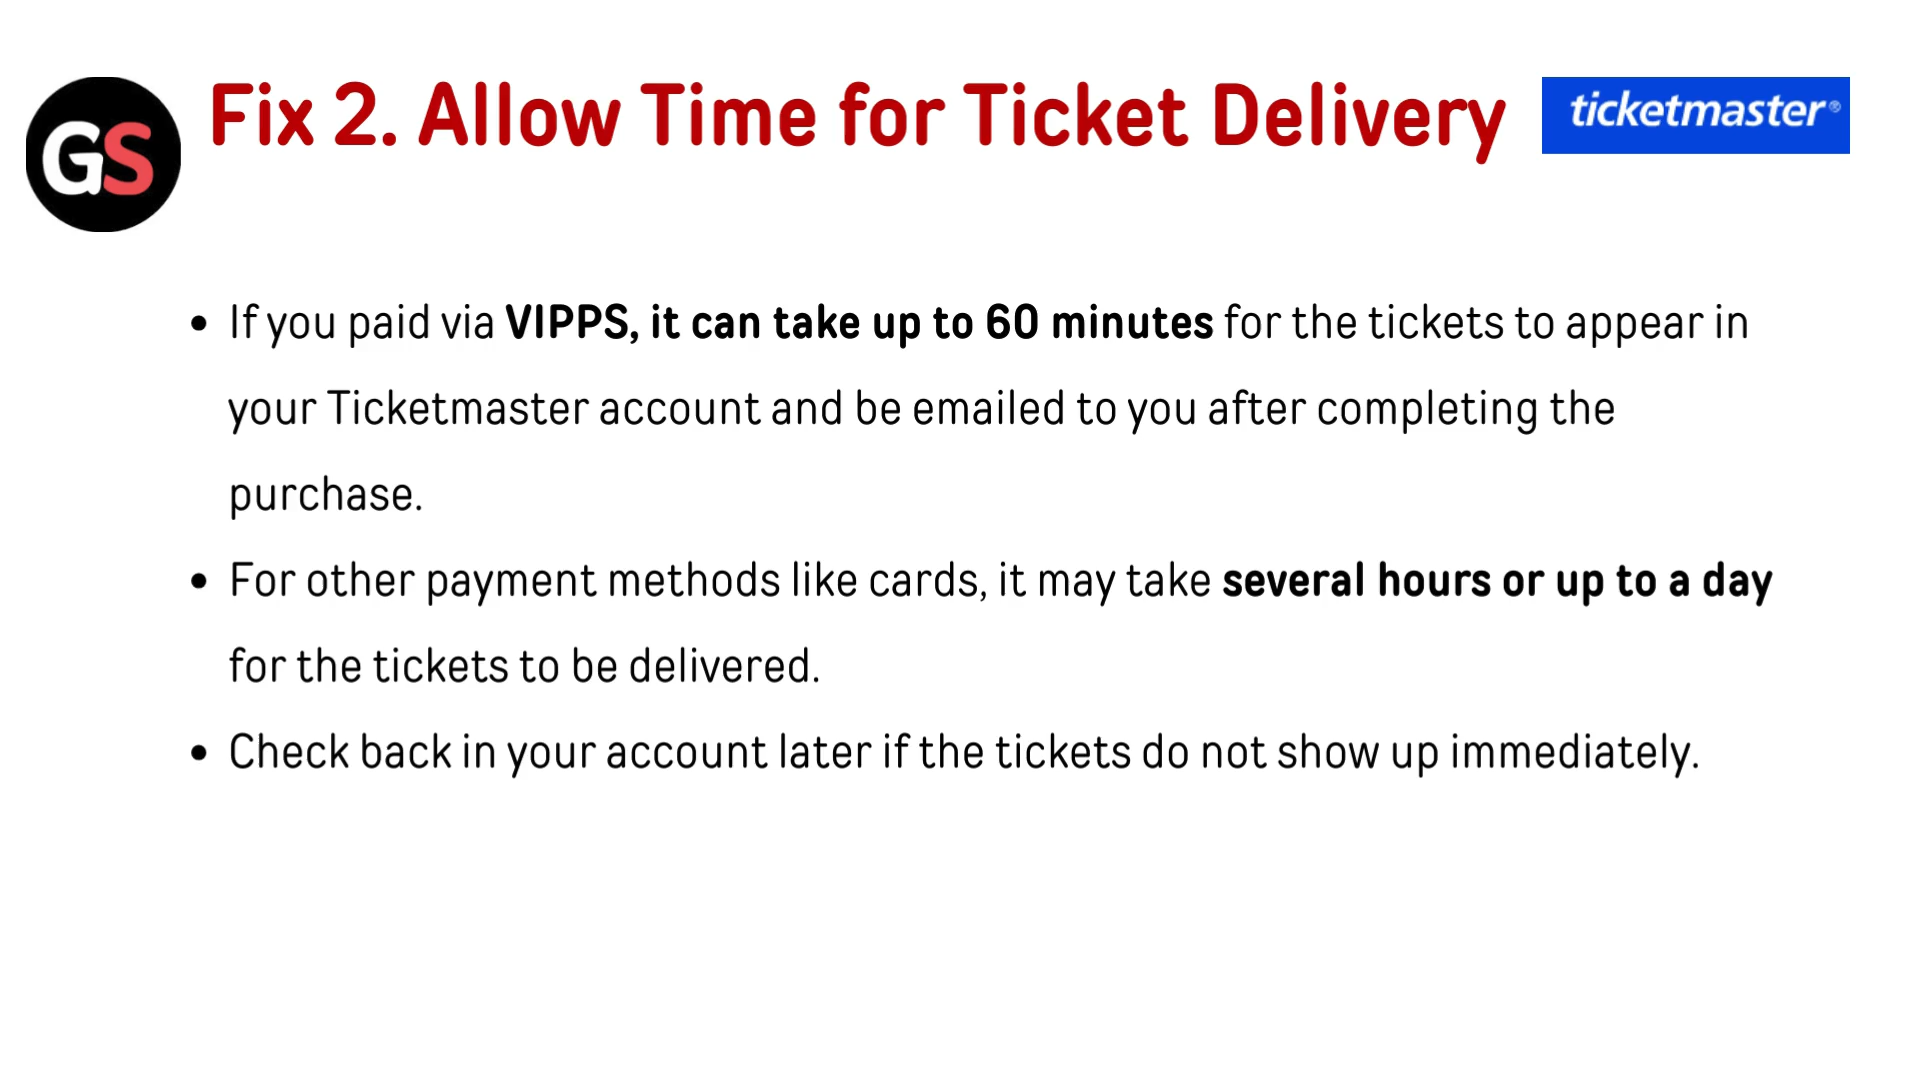 GS
Fix 2. Allow Time for Ticket Delivery
ticketmaster®
• If you paid via VIPPS, it can take up to 60 minutes for the tickets to appear in
your Ticketmaster account and be emailed to you after completing the
purchase.
• For other payment methods like cards, it may take several hours or up to a day
for the tickets to be delivered.
• Check back in your account later if the tickets do not show up immediately.